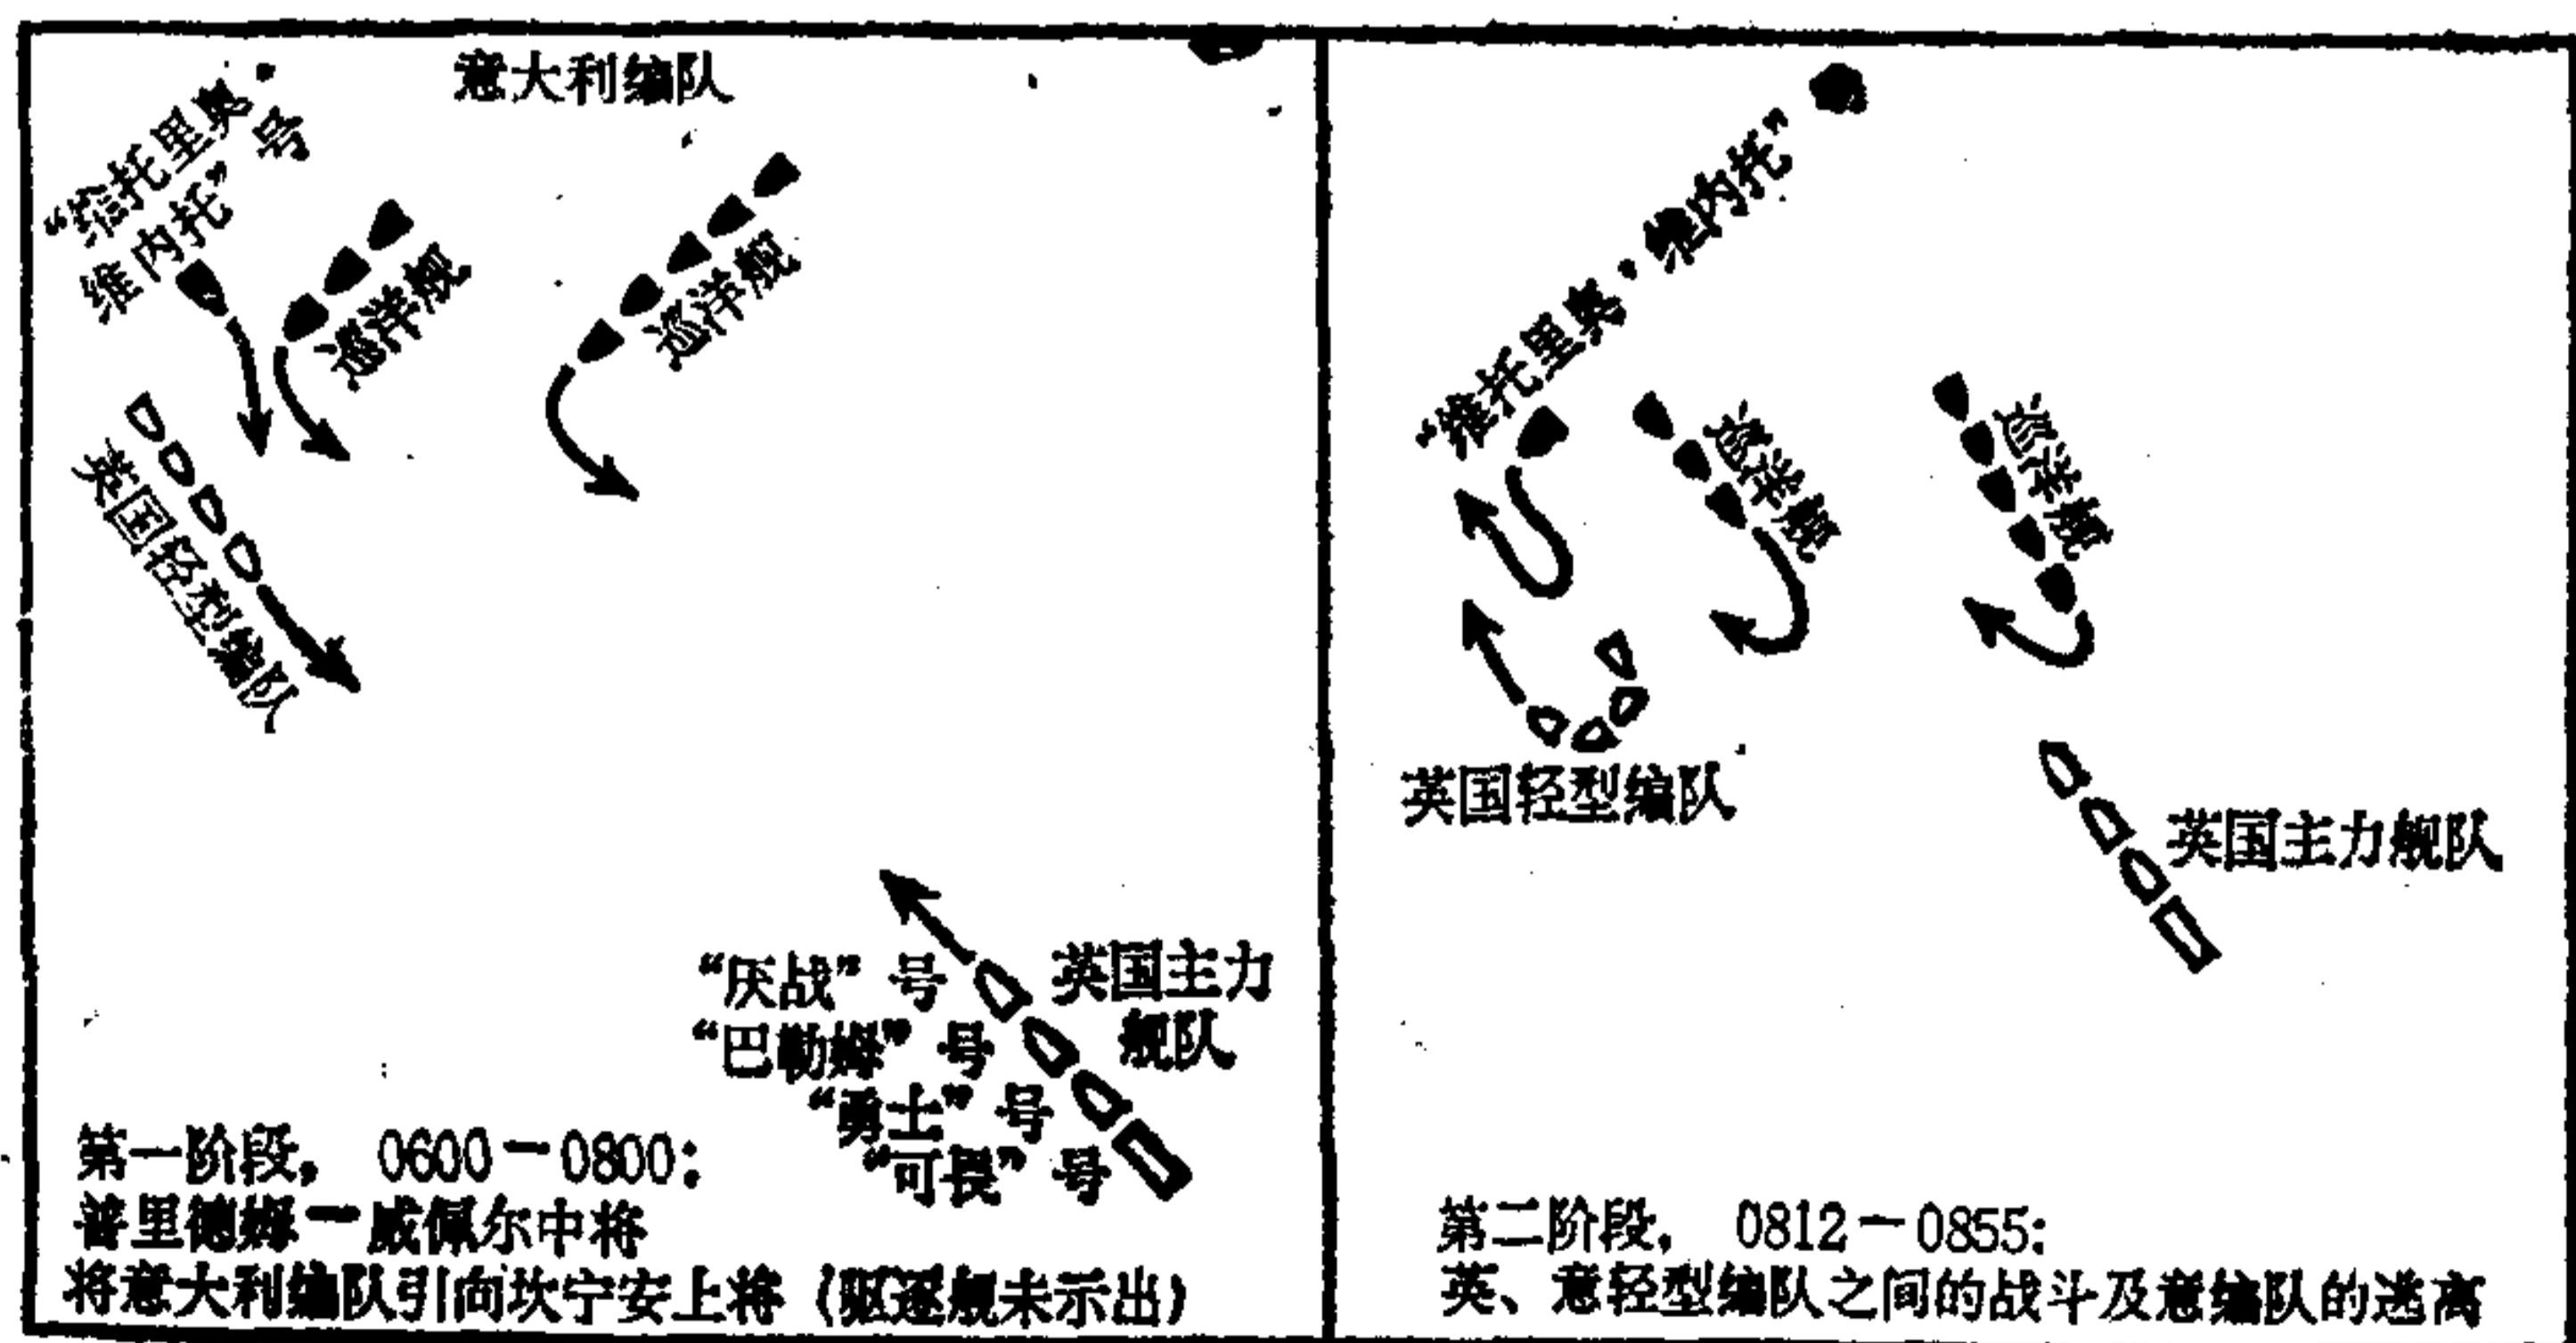 意大利编队
“维托里奥·
维内托”号
巡洋舰
巡洋舰
英国轻型编队
“厌战”号
“巴勒姆”号
“勇士”号
“可畏”号
英国主力
舰队
第一阶段，0600－0800：
普里德姆－威佩尔中将
将意大利编队引向坎宁安上将（驱逐舰未示出）
“维托里奥·维内托”
巡洋舰
巡洋舰
英国轻型编队
英国主力舰队
第二阶段，0812－0855：
英、意轻型编队之间的战斗及意编队的逃离